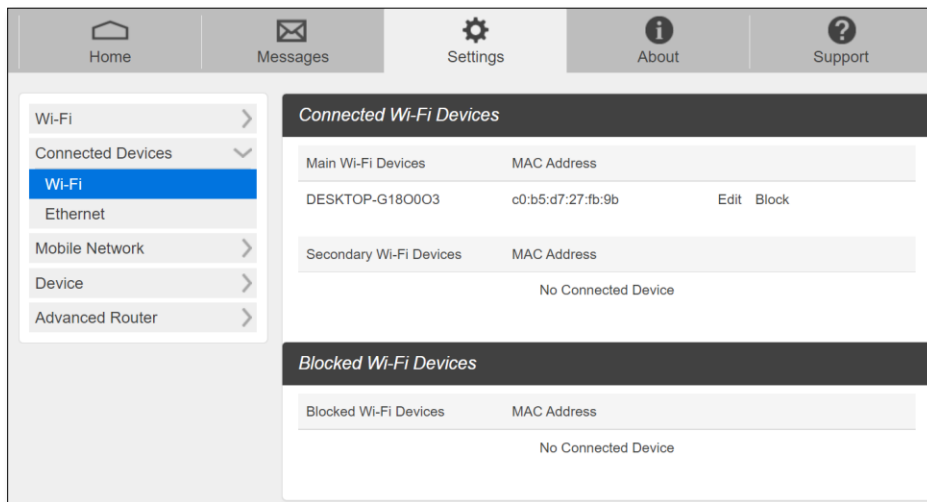 Home Messages Settings About Support
Wi-Fi
Connected Devices
Wi-Fi
Ethernet
Mobile Network
Device
Advanced Router
Connected Wi-Fi Devices
Main Wi-Fi Devices MAC Address
DESKTOP-G18O0O3 c0:b5:d7:27:fb:9b Edit Block
Secondary Wi-Fi Devices MAC Address
No Connected Device
Blocked Wi-Fi Devices
Blocked Wi-Fi Devices MAC Address
No Connected Device